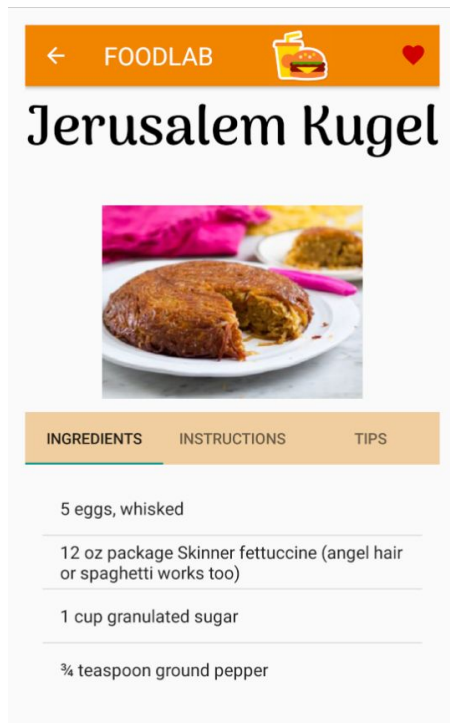 FOODLAB
Jerusalem Kugel
INGREDIENTS INSTRUCTIONS TIPS
5 eggs, whisked
12 oz package Skinner fettuccine (angel hair
or spaghetti works too)
1 cup granulated sugar
¾ teaspoon ground pepper